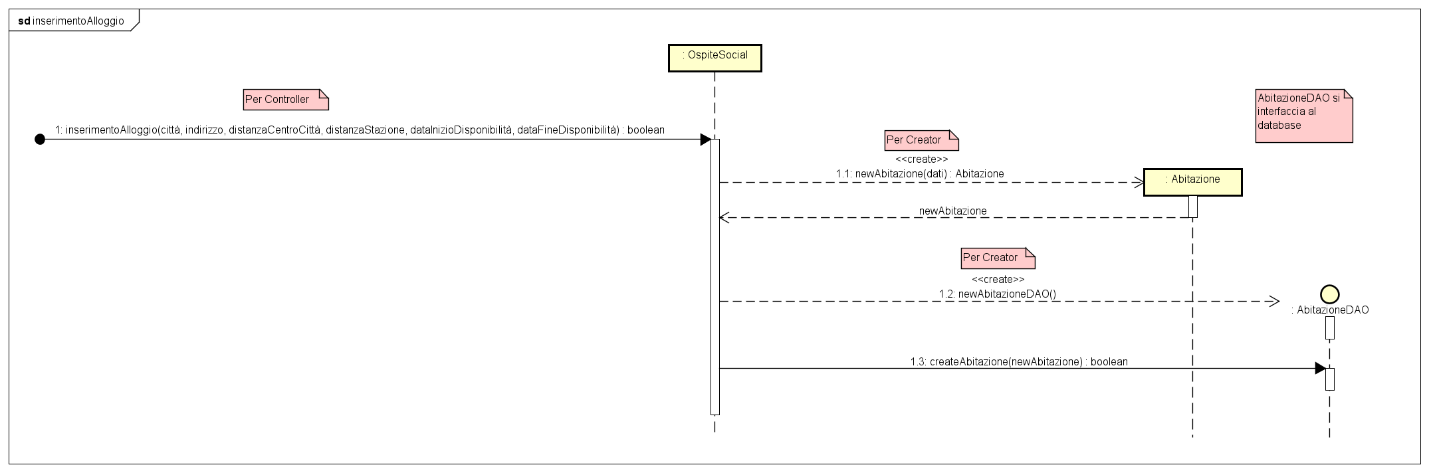 sd inserimentoAlloggio
: OspiteSocial
Per Controller
AbitazioneDAO si
interfaccia al
database
1: inserimentoAlloggio(città, indirizzo, distanzaCentroCittà, distanzaStazione, dataInizioDisponibilità, dataFineDisponibilità) : boolean
Per Creator
<<create>>
1.1: newAbitazione(dati) : Abitazione
: Abitazione
newAbitazione
Per Creator
<<create>>
1.2: newAbitazioneDAO()
: AbitazioneDAO
1.3: createAbitazione(newAbitazione) : boolean